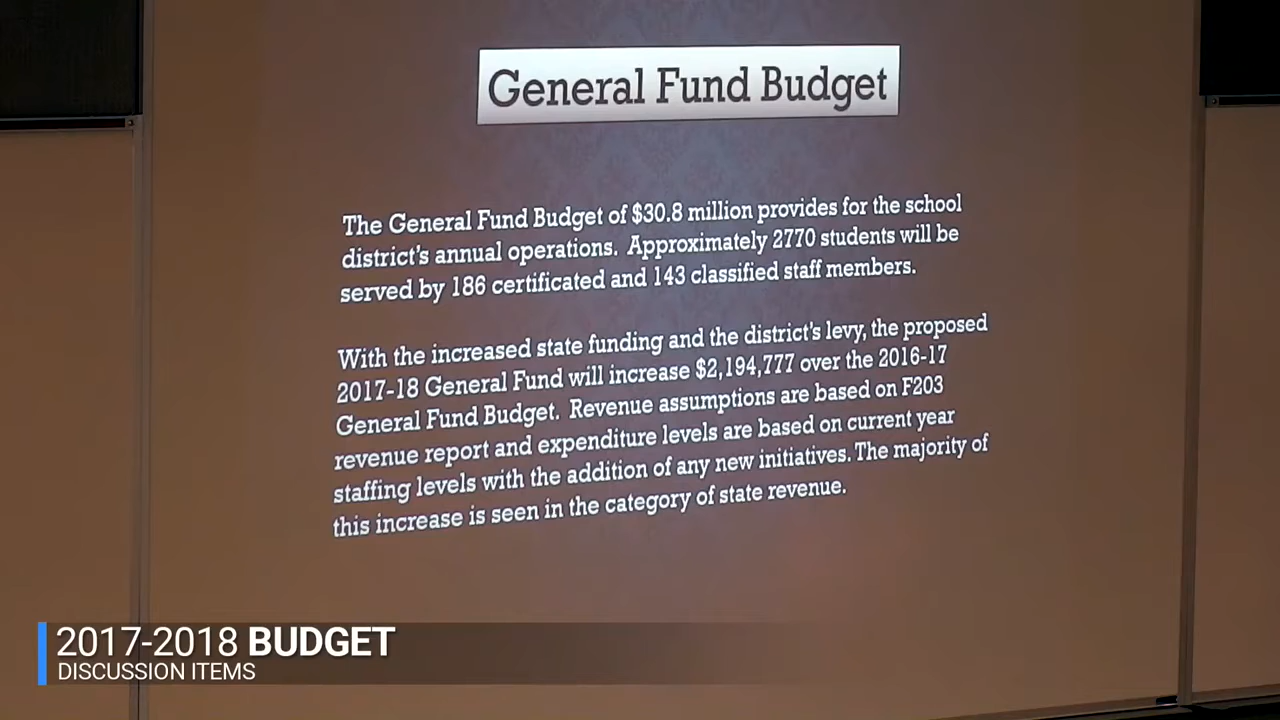 General Fund Budget
The General Fund Budget of $30.8 million provides for the school
district's annual operations. Approximately 2770 students will be
served by 186 certificated and 143 classified staff members.
With the increased state funding and the district's levy, the proposed
2017-18 General Fund will increase $2,194,777 over the 2016-17
General Fund Budget. Revenue assumptions are based on F203
revenue report and expenditure levels are based on current year
staffing levels with the addition of any new initiatives. The majority of
this increase is seen in the category of state revenue.
2017-2018 BUDGET
DISCUSSION ITEMS